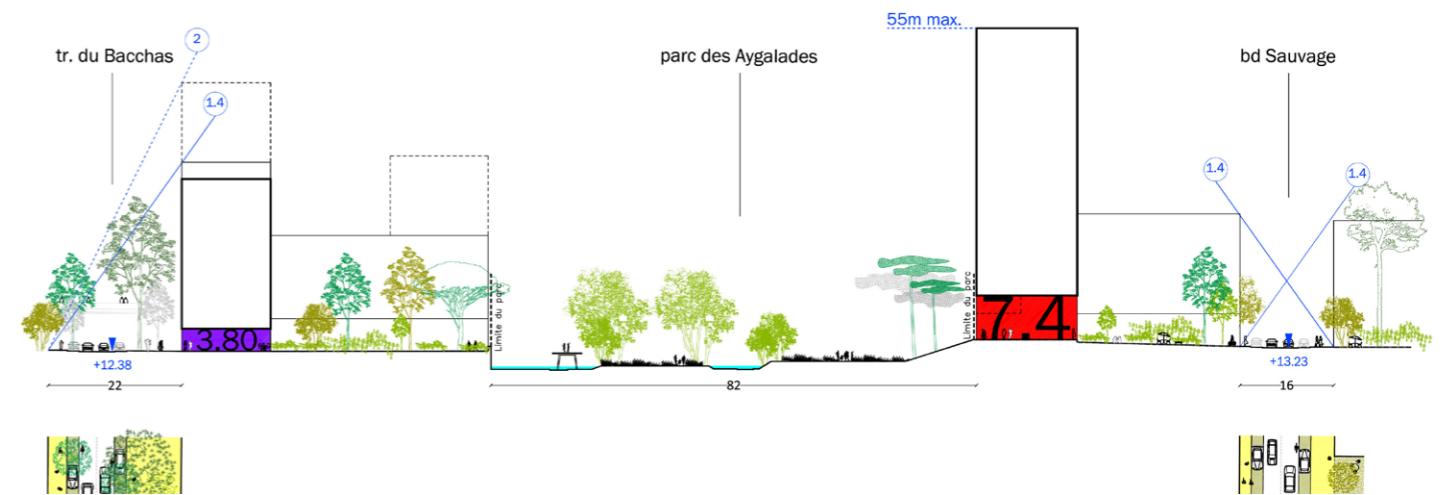 55m max.
2
tr. du Bacchas
parc des Aygalades
bd Sauvage
1.4
1.4
1.4
Limite du parc
Limite du parc
3.80
7.4
+12.38
+13.23
22
82
16